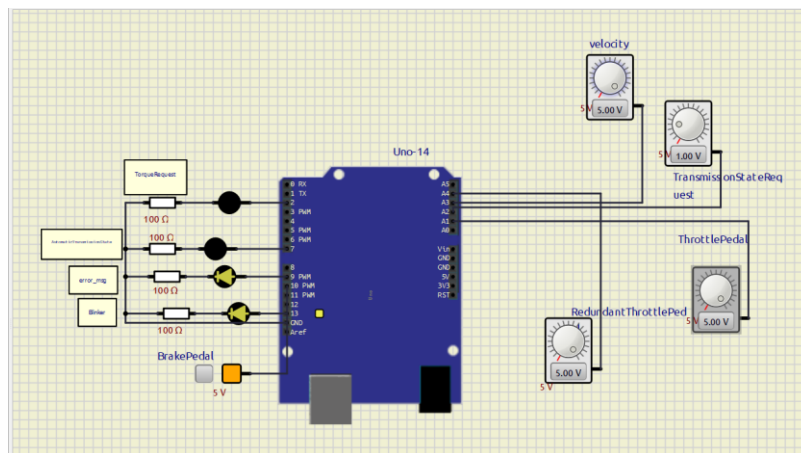 velocity
5 V
5.00 V
Uno-14
5 V
1.00 V
TransmissionStateReq
uest
TorqueRequest
100 Ω
100 Ω
error_msg
100 Ω
Blinker
100 Ω
0 RX
1 TX
2
3 PWM
4
5 PWM
6 PWM
7
8
9 PWM
10 PWM
11 PWM
12
13
GND
Aref
A5
A4
A3
A2
A1
A0
Vin
GND
GND
5V
3V3
RST
ThrottlePedal
5 V
5.00 V
RedundantThrottlePed
5 V
5.00 V
BrakePedal
5 V